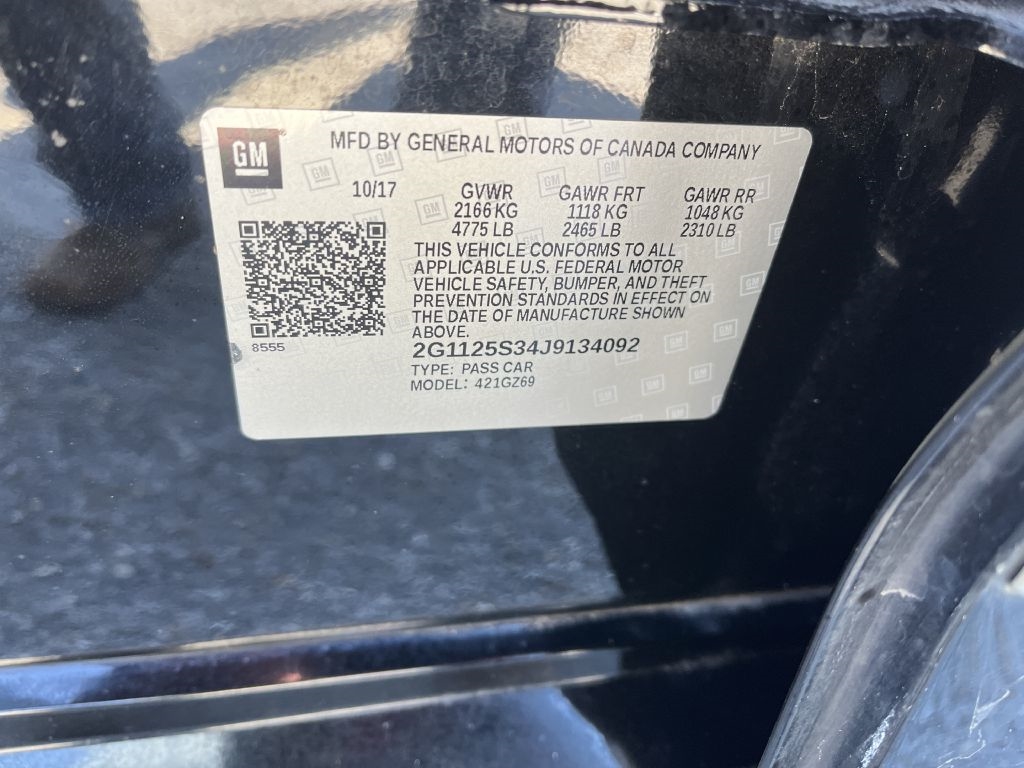 GM
MFD BY GENERAL MOTORS OF CANADA COMPANY
10/17 GVWR GAWR FRT GAWR RR
2166 KG 1118 KG 1048 KG
4775 LB 2465 LB 2310 LB
THIS VEHICLE CONFORMS TO ALL
APPLICABLE U.S. FEDERAL MOTOR
VEHICLE SAFETY, BUMPER, AND THEFT
PREVENTION STANDARDS IN EFFECT ON
THE DATE OF MANUFACTURE SHOWN
ABOVE.
8555
2G1125S34J9134092
TYPE: PASS CAR
MODEL: 421GZ69